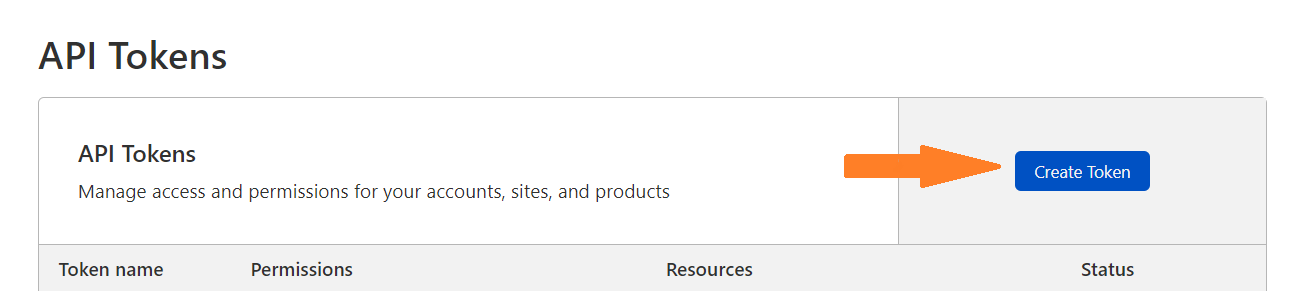 API Tokens
API Tokens
Manage access and permissions for your accounts, sites, and products
Create Token
Token name Permissions Resources Status